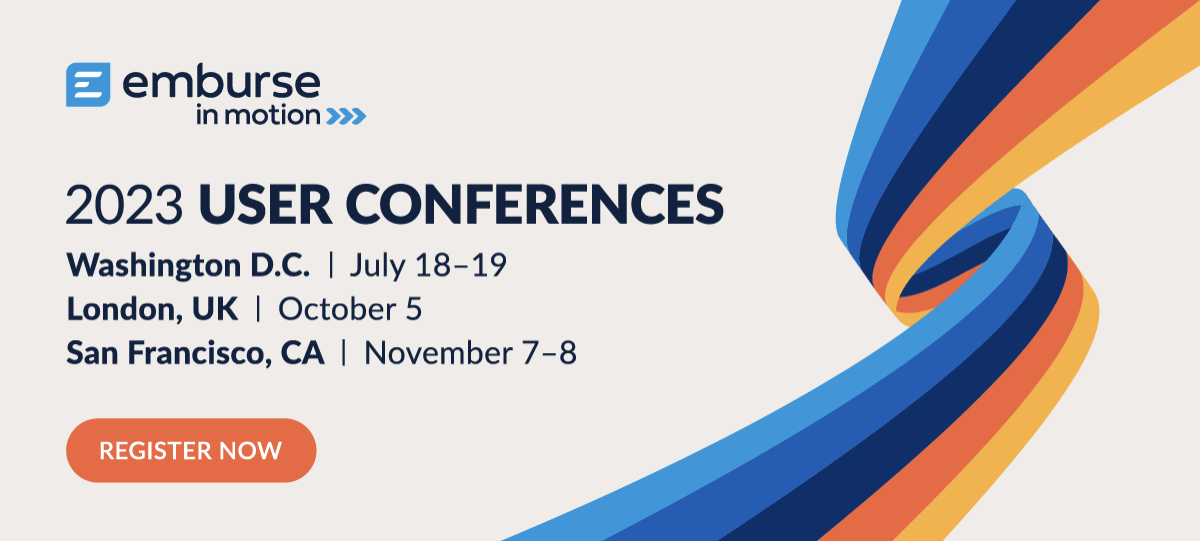 emburse
in motion
2023 USER CONFERENCES
Washington D.C. | July 18–19
London, UK | October 5
San Francisco, CA | November 7–8
REGISTER NOW